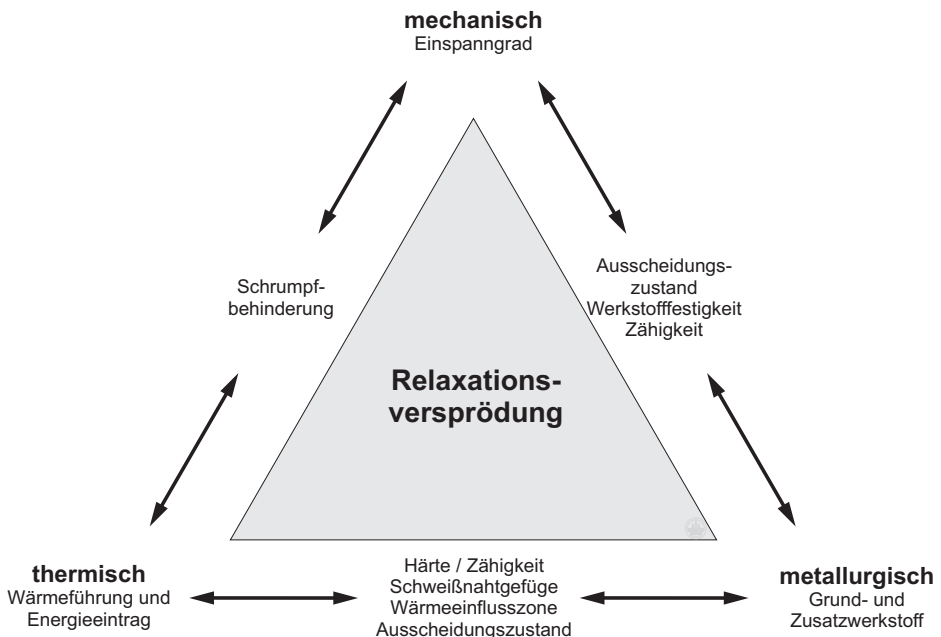 mechanisch
Einspanngrad
Schrumpf-
behinderung
Ausscheidungs-
zustand
Werkstofffestigkeit
Zähigkeit
Relaxations-
versprödung
thermisch
Wärmeführung und
Energieeintrag
Härte / Zähigkeit
Schweißnahtgefüge
Wärmeeinflusszone
Ausscheidungszustand
metallurgisch
Grund- und
Zusatzwerkstoff